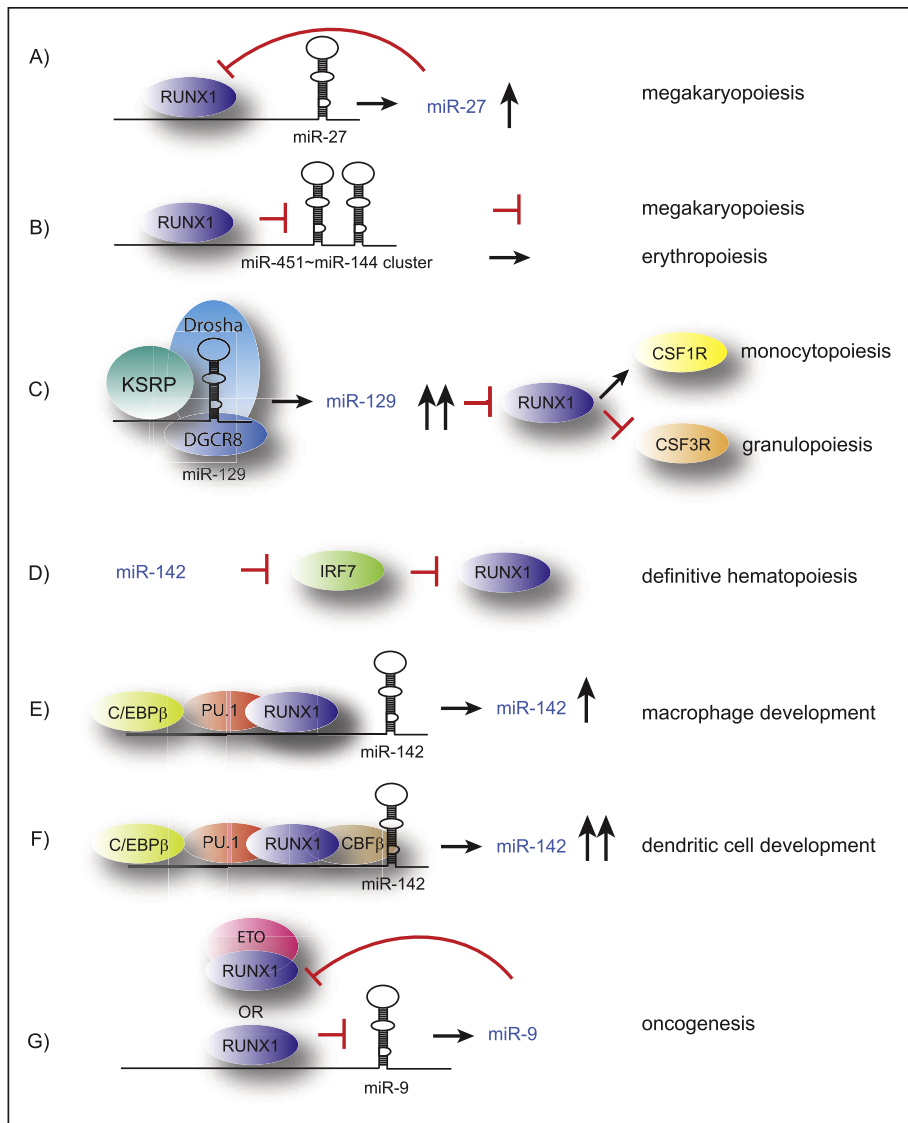 A)
RUNX1
miR-27
miR-27
megakaryopoiesis
B)
RUNX1
miR-451~miR-144 cluster
megakaryopoiesis
erythropoiesis
C)
Drosha
KSRP
DGCR8
miR-129
miR-129
RUNX1
CSF1R
monocytopoiesis
CSF3R
granulopoiesis
D)
miR-142
IRF7
RUNX1
definitive hematopoiesis
E)
C/EBPβ
PU.1
RUNX1
miR-142
miR-142
macrophage development
F)
C/EBPβ
PU.1
RUNX1
CBFβ
miR-142
miR-142
dendritic cell development
G)
ETO
RUNX1
OR
RUNX1
miR-9
miR-9
oncogenesis